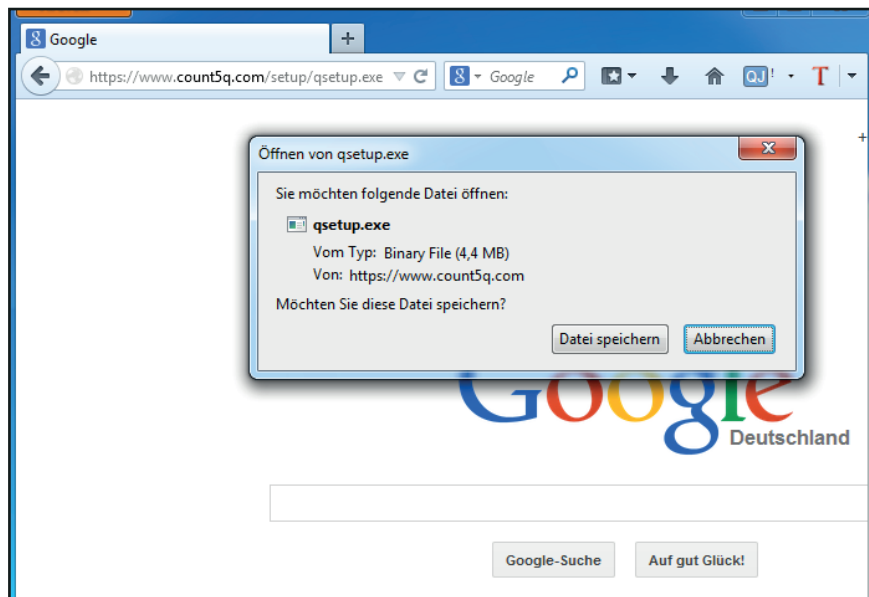 Google
+
https://www.count5q.com/setup/qsetup.exe
8 Google
QJ!
T
+
Öffnen von qsetup.exe
Sie möchten folgende Datei öffnen:
qsetup.exe
Vom Typ: Binary File (4,4 MB)
Von: https://www.count5q.com
Möchten Sie diese Datei speichern?
Datei speichern Abbrechen
Google
Deutschland
Google-Suche Auf gut Glück!